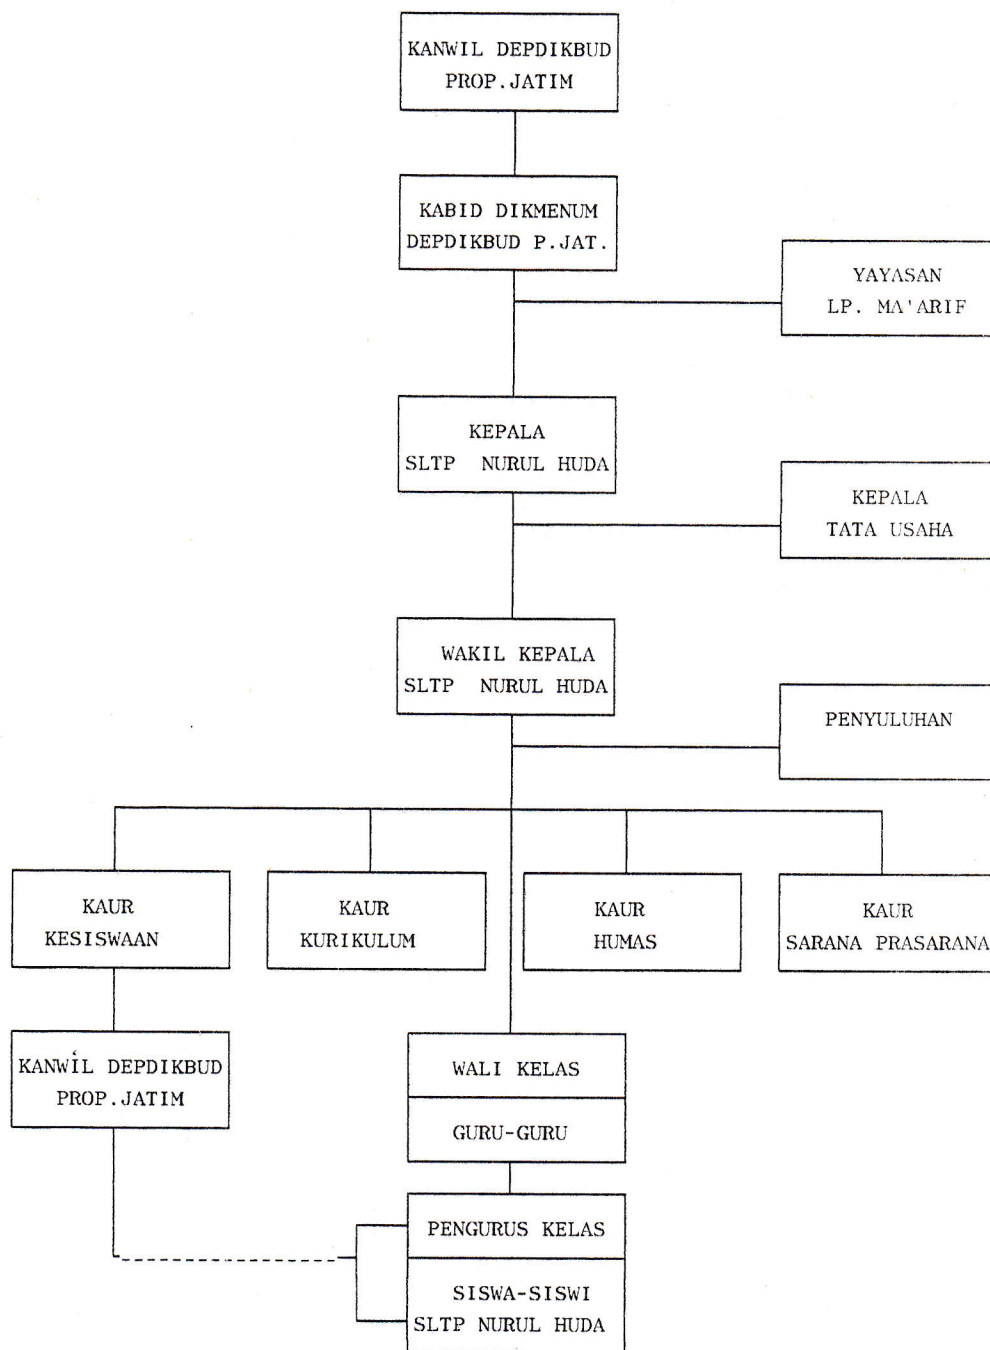 KANWIL DEPDIKBUD
PROP.JATIM
KABID DIKMENUM
DEPDIKBUD P.JAT.
YAYASAN
LP. MA'ARIF
KEPALA
SLTP NURUL HUDA
KEPALA
TATA USAHA
WAKIL KEPALA
SLTP NURUL HUDA
PENYULUHAN
KAUR
KESISWAAN
KAUR
KURIKULUM
KAUR
HUMAS
KAUR
SARANA PRASARANA
KANWIL DEPDIKBUD
PROP.JATIM
WALI KELAS
GURU-GURU
PENGURUS KELAS
SISWA-SISWI
SLTP NURUL HUDA